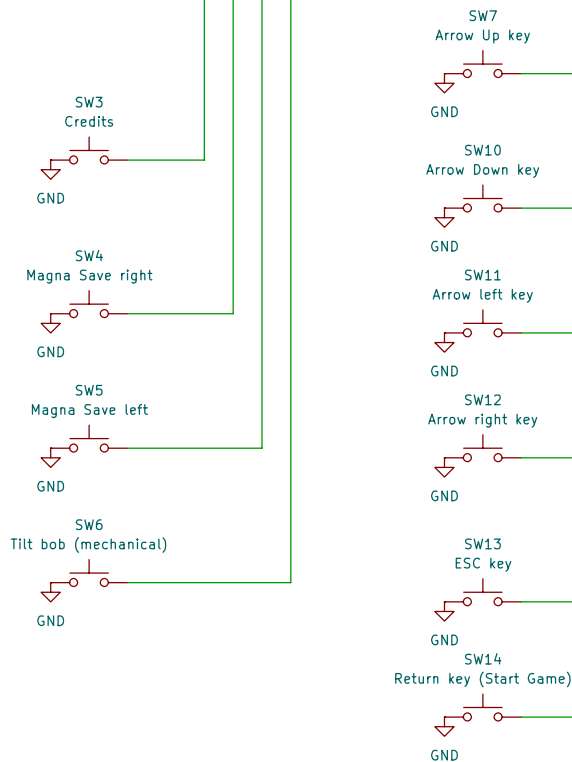 SW3
Credits
GND
SW4
Magna Save right
GND
SW5
Magna Save left
GND
SW6
Tilt bob (mechanical)
GND
SW7
Arrow Up key
GND
SW10
Arrow Down key
GND
SW11
Arrow left key
GND
SW12
Arrow right key
GND
SW13
ESC key
GND
SW14
Return key (Start Game)
GND